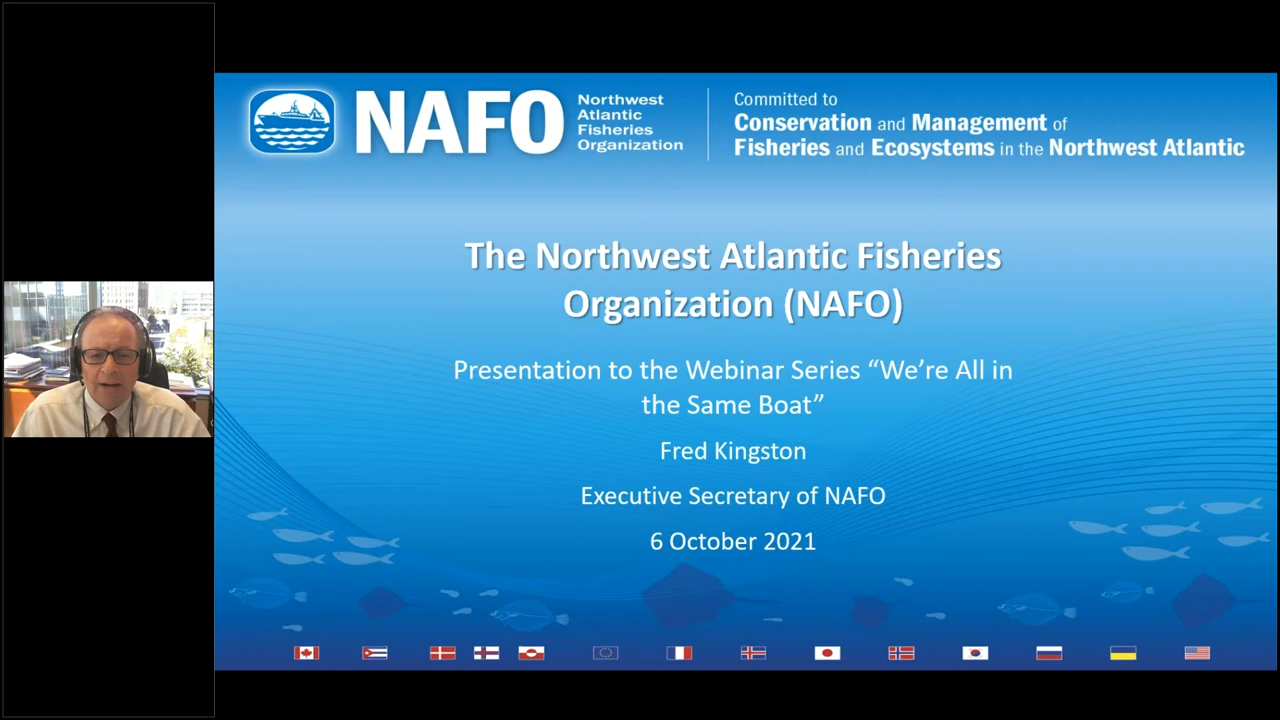 NAFO
Northwest
Atlantic
Fisheries
Organization
Committed to
Conservation and Management of
Fisheries and Ecosystems in the Northwest Atlantic
The Northwest Atlantic Fisheries
Organization (NAFO)
Presentation to the Webinar Series “We’re All in
the Same Boat”
Fred Kingston
Executive Secretary of NAFO
6 October 2021